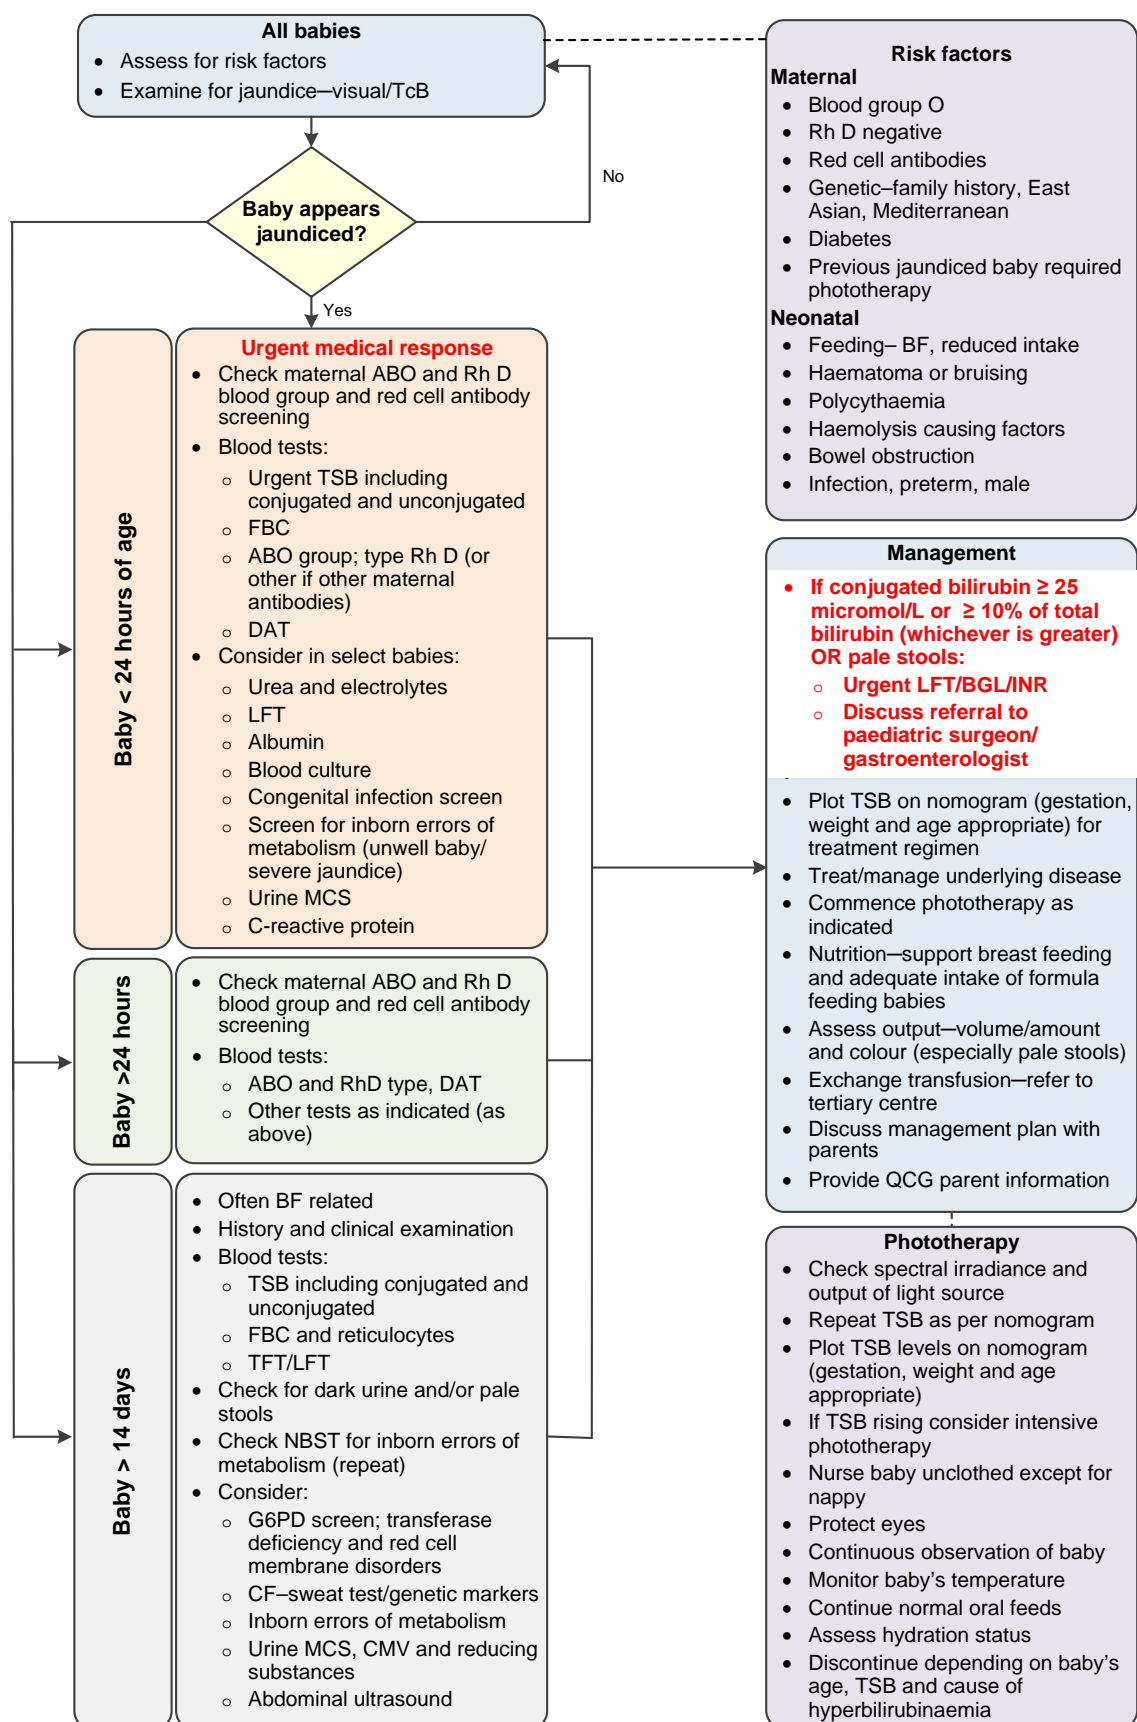 All babies
• Assess for risk factors
• Examine for jaundice—visual/TcB
No
Baby appears
jaundiced?
Yes
Baby < 24 hours of age
Urgent medical response
• Check maternal ABO and Rh D
blood group and red cell antibody
screening
• Blood tests:
o Urgent TSB including
conjugated and unconjugated
o FBC
o ABO group; type Rh D (or
other if other maternal
antibodies)
o DAT
• Consider in select babies:
o Urea and electrolytes
o LFT
o Albumin
o Blood culture
o Congenital infection screen
o Screen for inborn errors of
metabolism (unwell baby/
severe jaundice)
o Urine MCS
o C-reactive protein
Baby >24 hours
• Check maternal ABO and Rh D
blood group and red cell antibody
screening
• Blood tests:
o ABO and RhD type, DAT
o Other tests as indicated (as
above)
Baby > 14 days
• Often BF related
• History and clinical examination
• Blood tests:
o TSB including conjugated and
unconjugated
o FBC and reticulocytes
o TFT/LFT
• Check for dark urine and/or pale
stools
• Check NBST for inborn errors of
metabolism (repeat)
• Consider:
o G6PD screen; transferase
deficiency and red cell
membrane disorders
o CF–sweat test/genetic markers
o Inborn errors of metabolism
o Urine MCS, CMV and reducing
substances
o Abdominal ultrasound
Risk factors
Maternal
• Blood group O
• Rh D negative
• Red cell antibodies
• Genetic–family history, East
Asian, Mediterranean
• Diabetes
• Previous jaundiced baby required
phototherapy
Neonatal
• Feeding– BF, reduced intake
• Haematoma or bruising
• Polycythaemia
• Haemolysis causing factors
• Bowel obstruction
• Infection, preterm, male
Management
• If conjugated bilirubin ≥ 25
micromol/L or ≥ 10% of total
bilirubin (whichever is greater)
OR pale stools:
o Urgent LFT/BGL/INR
o Discuss referral to
paediatric surgeon/
gastroenterologist
• Plot TSB on nomogram (gestation,
weight and age appropriate) for
treatment regimen
• Treat/manage underlying disease
• Commence phototherapy as
indicated
• Nutrition—support breast feeding
and adequate intake of formula
feeding babies
• Assess output—volume/amount
and colour (especially pale stools)
• Exchange transfusion—refer to
tertiary centre
• Discuss management plan with
parents
• Provide QCG parent information
Phototherapy
• Check spectral irradiance and
output of light source
• Repeat TSB as per nomogram
• Plot TSB levels on nomogram
(gestation, weight and age
appropriate)
• If TSB rising consider intensive
phototherapy
• Nurse baby unclothed except for
nappy
• Protect eyes
• Continuous observation of baby
• Monitor baby's temperature
• Continue normal oral feeds
• Assess hydration status
• Discontinue depending on baby's
age, TSB and cause of
hyperbilirubinaemia